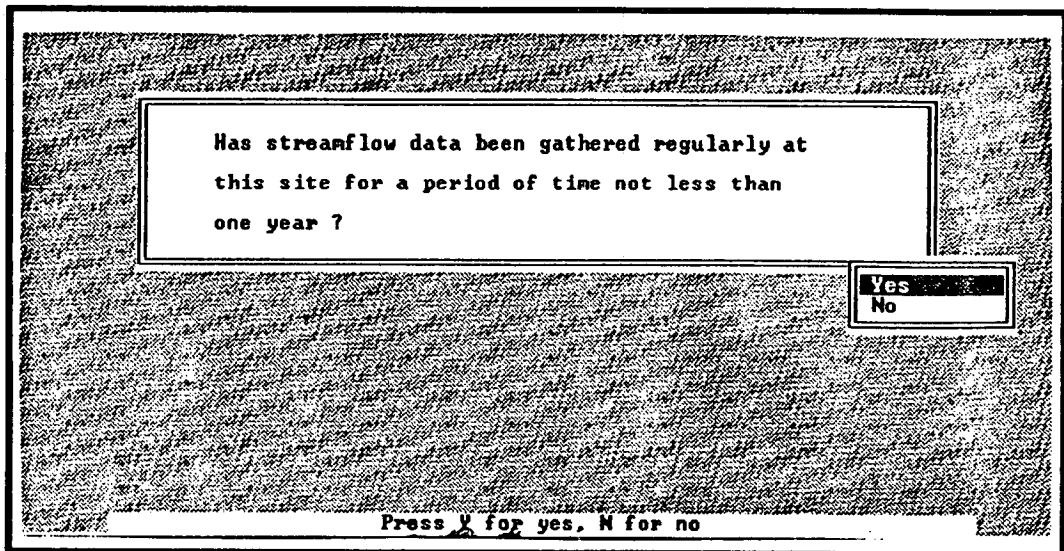 Has streamflow data been gathered regularly at
this site for a period of time not less than
one year ?
Yes
No
Press Y for yes, N for no